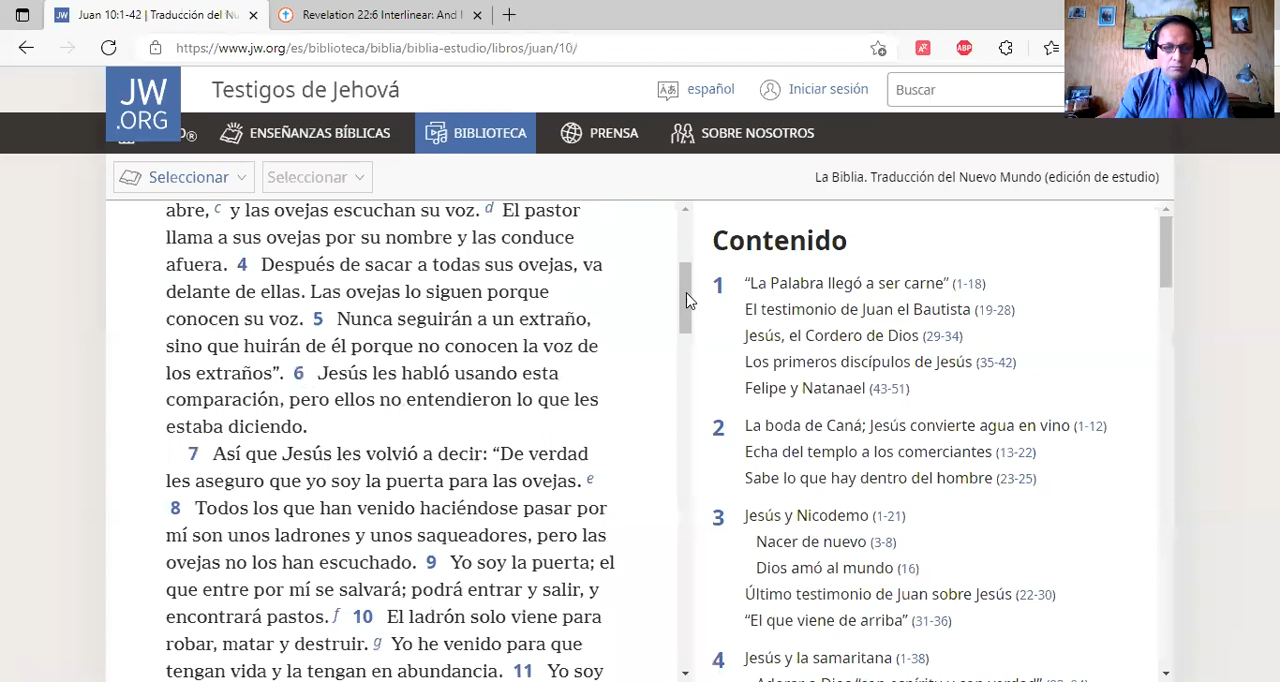 Juan 10:1-42 | Traducción del Nu
Revelation 22:6 Interlinear: And I
https://www.jw.org/es/biblioteca/biblia/biblia-estudio/libros/juan/10/
ABP
JW
.ORG
Testigos de Jehová
español
Iniciar sesión
Buscar
O®
ENSEÑANZAS BÍBLICAS
BIBLIOTECA
PRENSA
SOBRE NOSOTROS
Seleccionar
Seleccionar
La Biblia. Traducción del Nuevo Mundo (edición de estudio)
abre, c y las ovejas escuchan su voz. d El pastor
llama a sus ovejas por su nombre y las conduce
afuera. 4 Después de sacar a todas sus ovejas, va
delante de ellas. Las ovejas lo siguen porque
conocen su voz. 5 Nunca seguirán a un extraño,
sino que huirán de él porque no conocen la voz de
los extraños”. 6 Jesús les habló usando esta
comparación, pero ellos no entendieron lo que les
estaba diciendo.
7 Así que Jesús les volvió a decir: “De verdad
les aseguro que yo soy la puerta para las ovejas. e
8 Todos los que han venido haciéndose pasar por
mí son unos ladrones y unos saqueadores, pero las
ovejas no los han escuchado. 9 Yo soy la puerta; el
que entre por mí se salvará; podrá entrar y salir, y
encontrará pastos. f 10 El ladrón solo viene para
robar, matar y destruir. g Yo he venido para que
tengan vida y la tengan en abundancia. 11 Yo soy
Contenido
1 “La Palabra llegó a ser carne” (1-18)
El testimonio de Juan el Bautista (19-28)
Jesús, el Cordero de Dios (29-34)
Los primeros discípulos de Jesús (35-42)
Felipe y Natanael (43-51)
2 La boda de Caná; Jesús convierte agua en vino (1-12)
Echa del templo a los comerciantes (13-22)
Sabe lo que hay dentro del hombre (23-25)
3 Jesús y Nicodemo (1-21)
Nacer de nuevo (3-8)
Dios amó al mundo (16)
Último testimonio de Juan sobre Jesús (22-30)
“El que viene de arriba” (31-36)
4 Jesús y la samaritana (1-38)